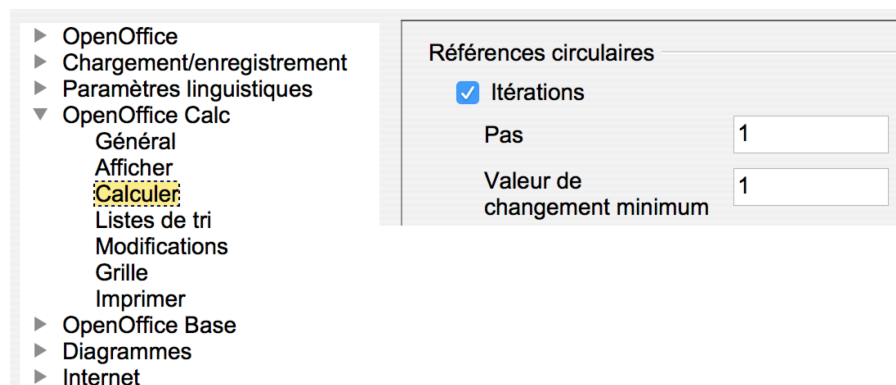 OpenOffice
Chargement/enregistrement
Paramètres linguistiques
OpenOffice Calc
Général
Afficher
Calculer
Listes de tri
Modifications
Grille
Imprimer
OpenOffice Base
Diagrammes
Internet
Références circulaires
Itérations
Pas 1
Valeur de
changement minimum 1